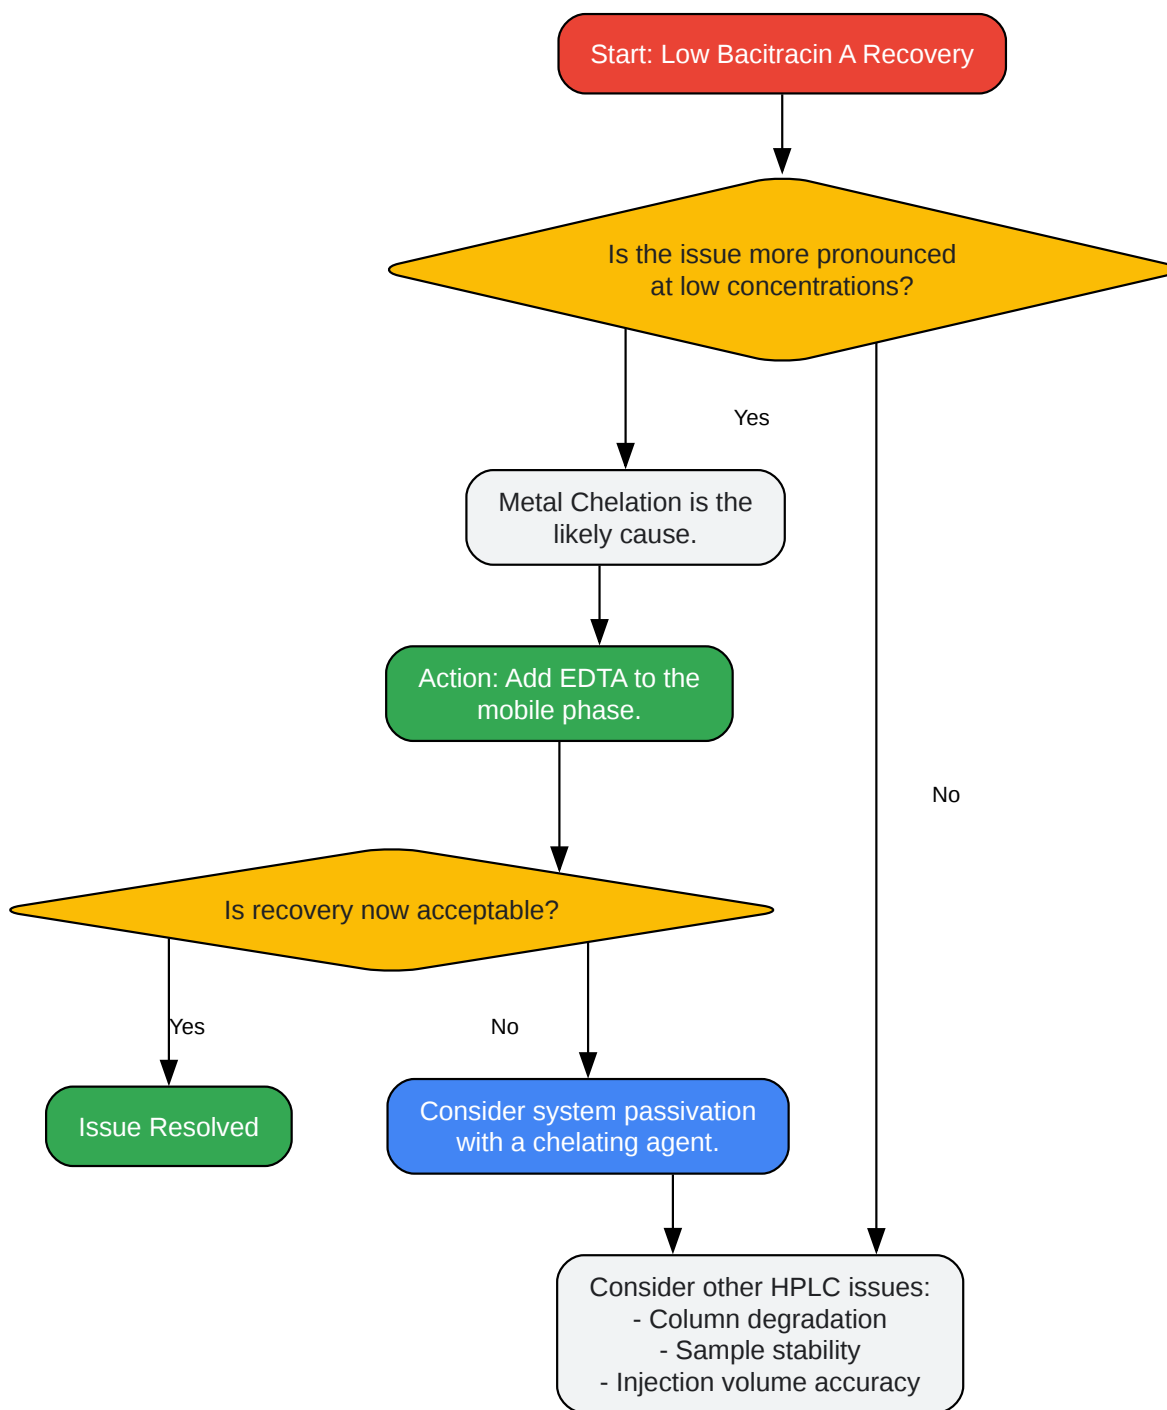 Start: Low Bacitracin A Recovery
Is the issue more pronounced
at low concentrations?
Yes
Metal Chelation is the
likely cause.
Action: Add EDTA to the
mobile phase.
No
Is recovery now acceptable?
Yes
No
Issue Resolved
Consider system passivation
with a chelating agent.
Consider other HPLC issues:
- Column degradation
- Sample stability
- Injection volume accuracy